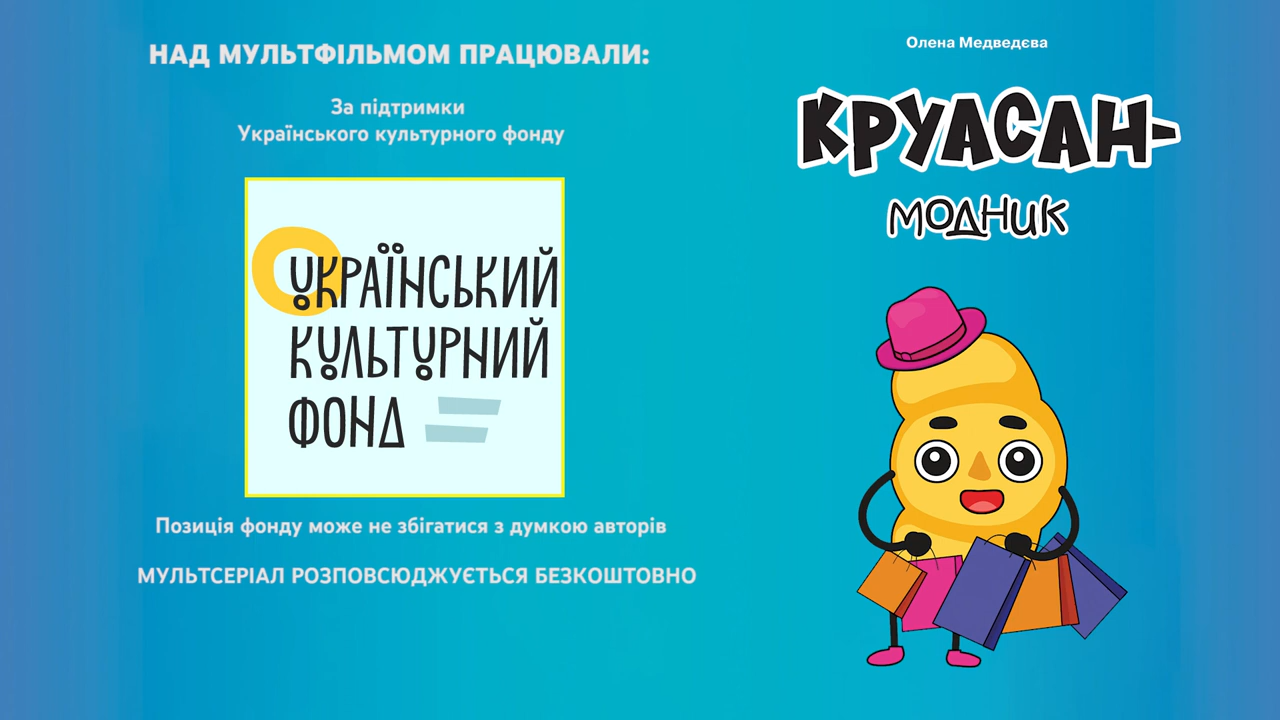 НАД МУЛЬТФІЛЬМОМ ПРАЦЮВАЛИ:
За підтримки
Українського культурного фонду
УКРАЇНСЬКИЙ
КУЛЬТУРНИЙ
ФОНД
Позиція фонду може не збігатися з думкою авторів
МУЛЬТСЕРІАЛ РОЗПОВСЮДЖУЄТЬСЯ БЕЗКОШТОВНО
Олена Медведєва
КРУАСАН-
МОДНИК